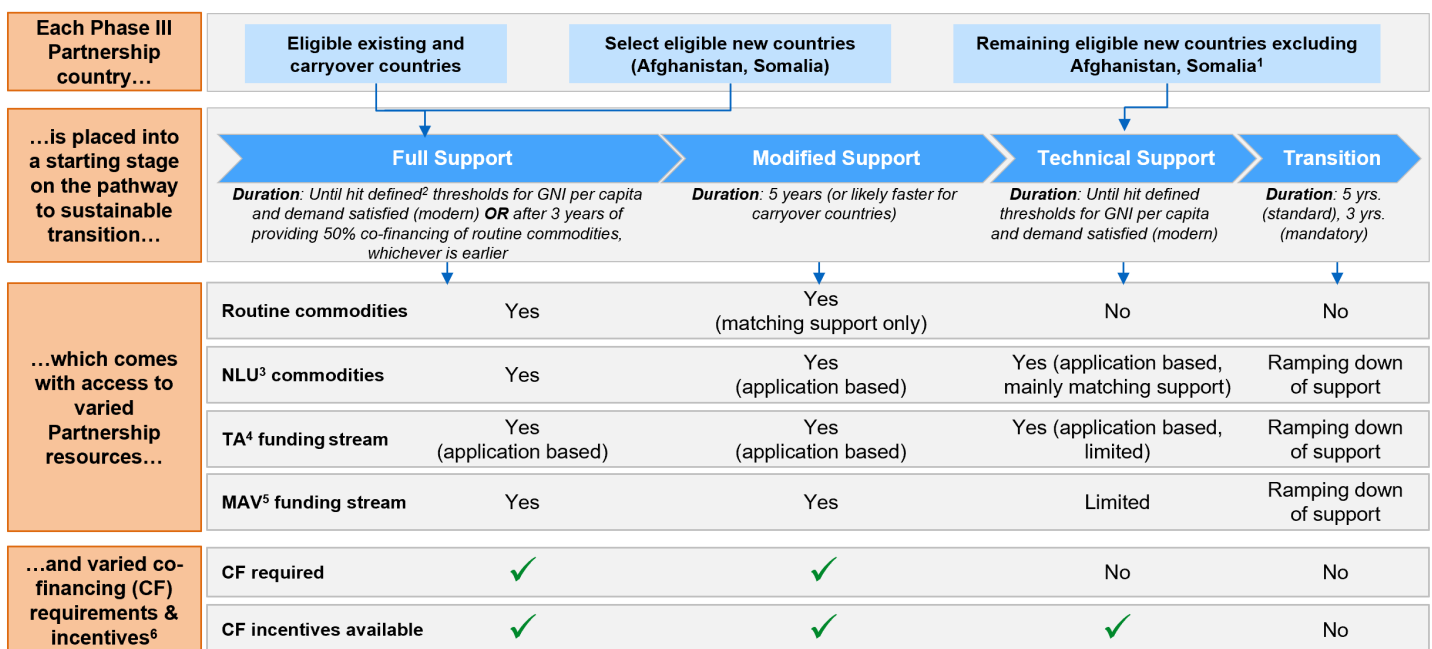 Each Phase III
Partnership
country…
Eligible existing and
carryover countries
Select eligible new countries
(Afghanistan, Somalia)
Remaining eligible new countries excluding
Afghanistan, Somalia¹
…is placed into
a starting stage
on the pathway
to sustainable
transition…
Full Support
Modified Support
Technical Support
Transition
Duration: Until hit defined² thresholds for GNI per capita
and demand satisfied (modern) OR after 3 years of
providing 50% co-financing of routine commodities,
whichever is earlier
Duration: 5 years (or likely faster for
carryover countries)
Duration: Until hit defined
thresholds for GNI per capita
and demand satisfied (modern)
Duration: 5 yrs.
(standard), 3 yrs.
(mandatory)
…which comes
with access to
varied
Partnership
resources…
Routine commodities
Yes
Yes
(matching support only)
No
No
NLU³ commodities
Yes
Yes
(application based)
Yes (application based,
mainly matching support)
Ramping down
of support
TA⁴ funding stream
Yes
(application based)
Yes
(application based)
Yes (application based,
limited)
Ramping down
of support
MAV⁵ funding stream
Yes
Yes
Limited
Ramping down
of support
…and varied co-
financing (CF)
requirements &
incentives⁶
CF required
✓
✓
No
No
CF incentives available
✓
✓
✓
No